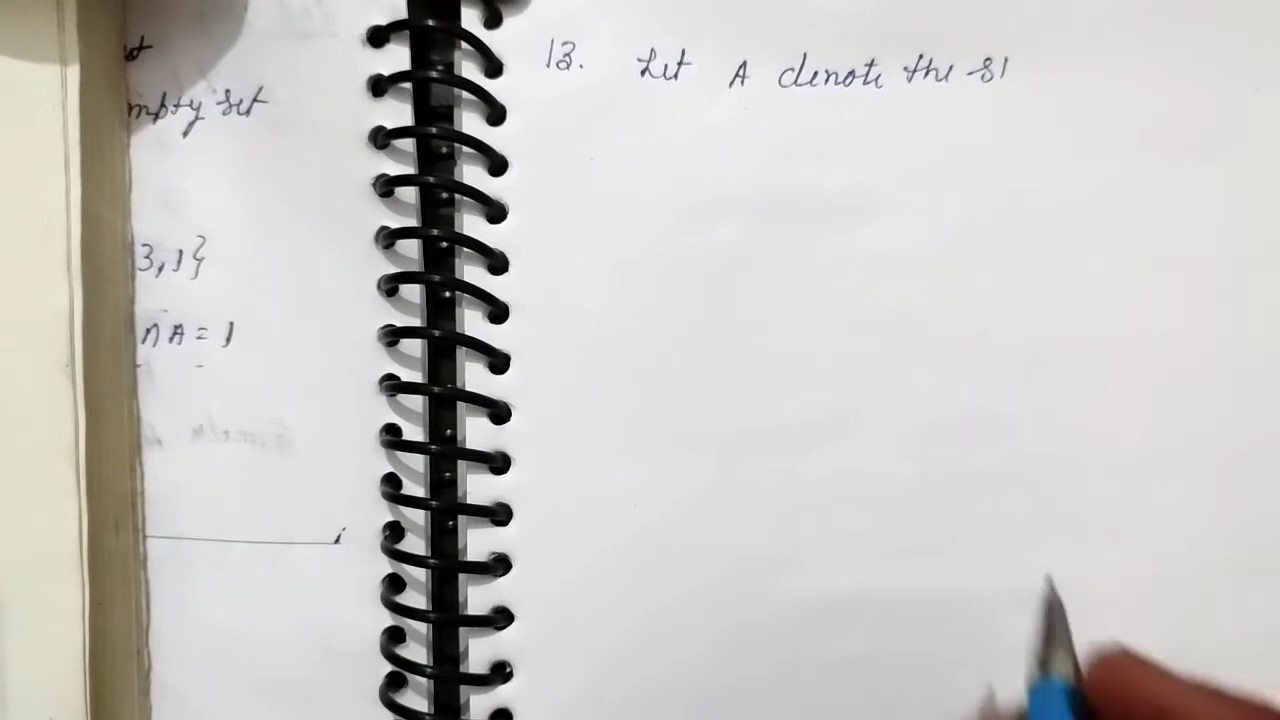 mpty set
3, 1}
n A = 1
13. Let A denote the s